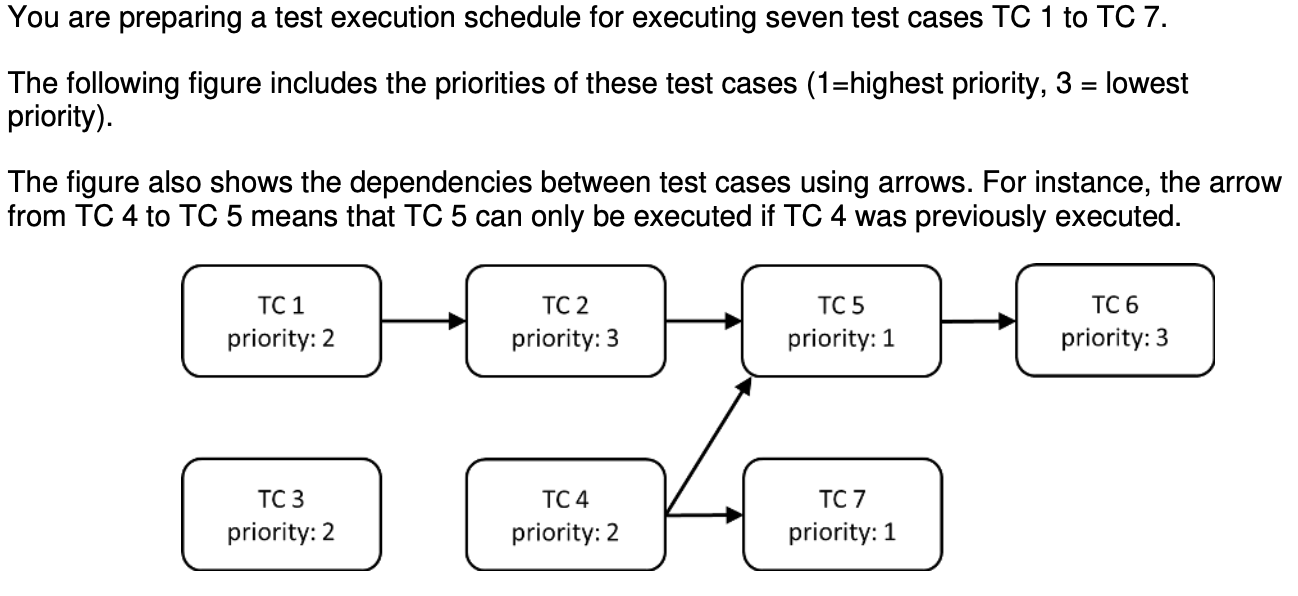 You are preparing a test execution schedule for executing seven test cases TC 1 to TC 7.
The following figure includes the priorities of these test cases (1=highest priority, 3 = lowest
priority).
The figure also shows the dependencies between test cases using arrows. For instance, the arrow
from TC 4 to TC 5 means that TC 5 can only be executed if TC 4 was previously executed.
TC 1
priority: 2
TC 2
priority: 3
TC 5
priority: 1
TC 6
priority: 3
TC 3
priority: 2
TC 4
priority: 2
TC 7
priority: 1